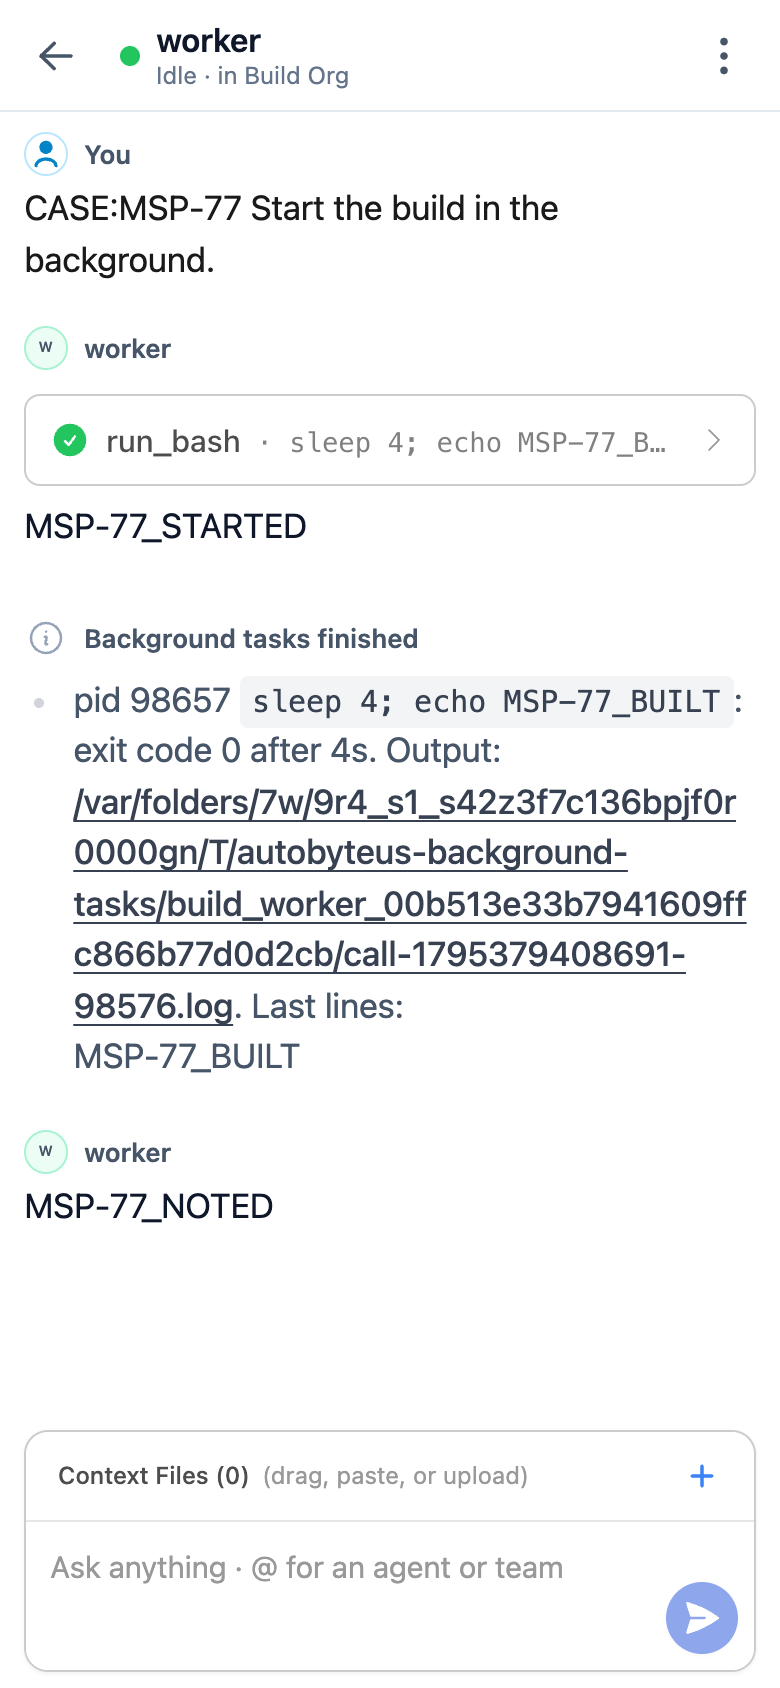 worker
Idle · in Build Org
You
CASE:MSP-77 Start the build in the
background.
W
worker
run_bash · sleep 4; echo MSP-77_B…
MSP-77_STARTED
Background tasks finished
pid 98657 sleep 4; echo MSP-77_BUILT:
exit code 0 after 4s. Output:
/var/folders/7w/9r4_s1_s42z3f7c136bpjf0r
0000gn/T/autobyteus-background-
tasks/build_worker_00b513e33b7941609ff
c866b77d0d2cb/call-1795379408691-
98576.log. Last lines:
MSP-77_BUILT
W
worker
MSP-77_NOTED
Context Files (0) (drag, paste, or upload)
Ask anything · @ for an agent or team